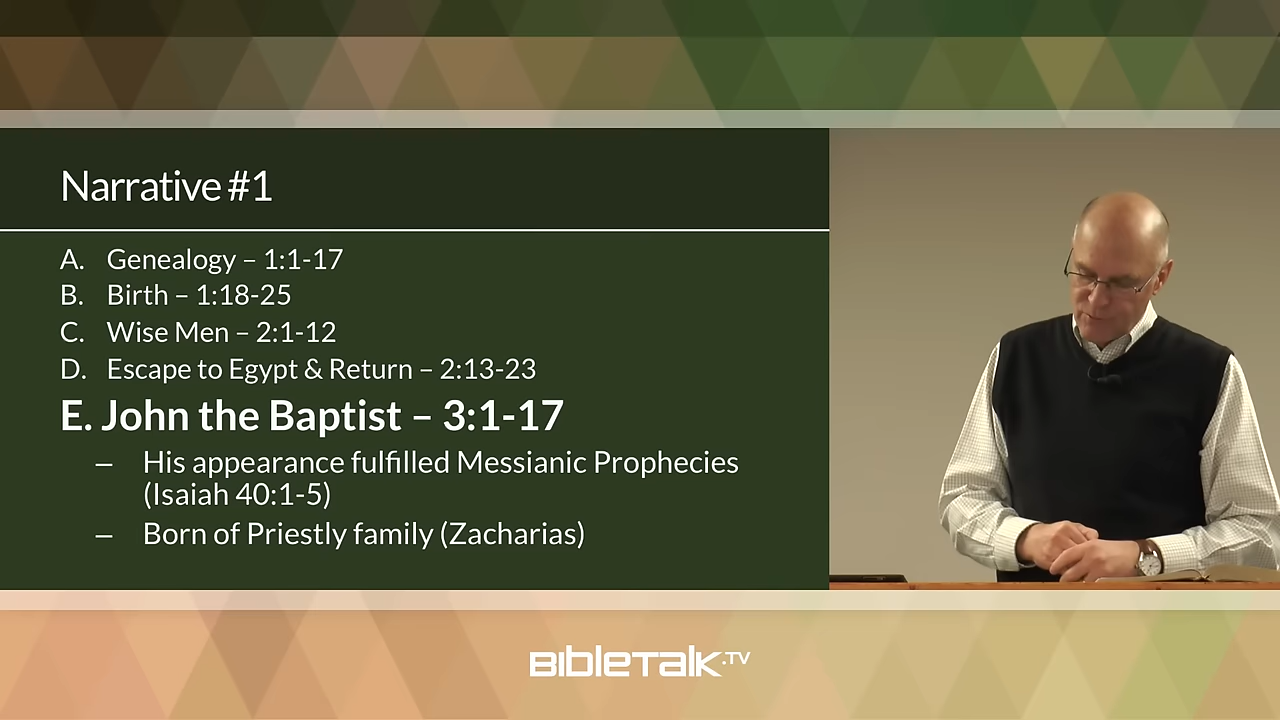 Narrative #1
A. Genealogy – 1:1-17
B. Birth – 1:18-25
C. Wise Men – 2:1-12
D. Escape to Egypt & Return – 2:13-23
E. John the Baptist – 3:1-17
– His appearance fulfilled Messianic Prophecies
(Isaiah 40:1-5)
– Born of Priestly family (Zacharias)
BibleTalk.TV